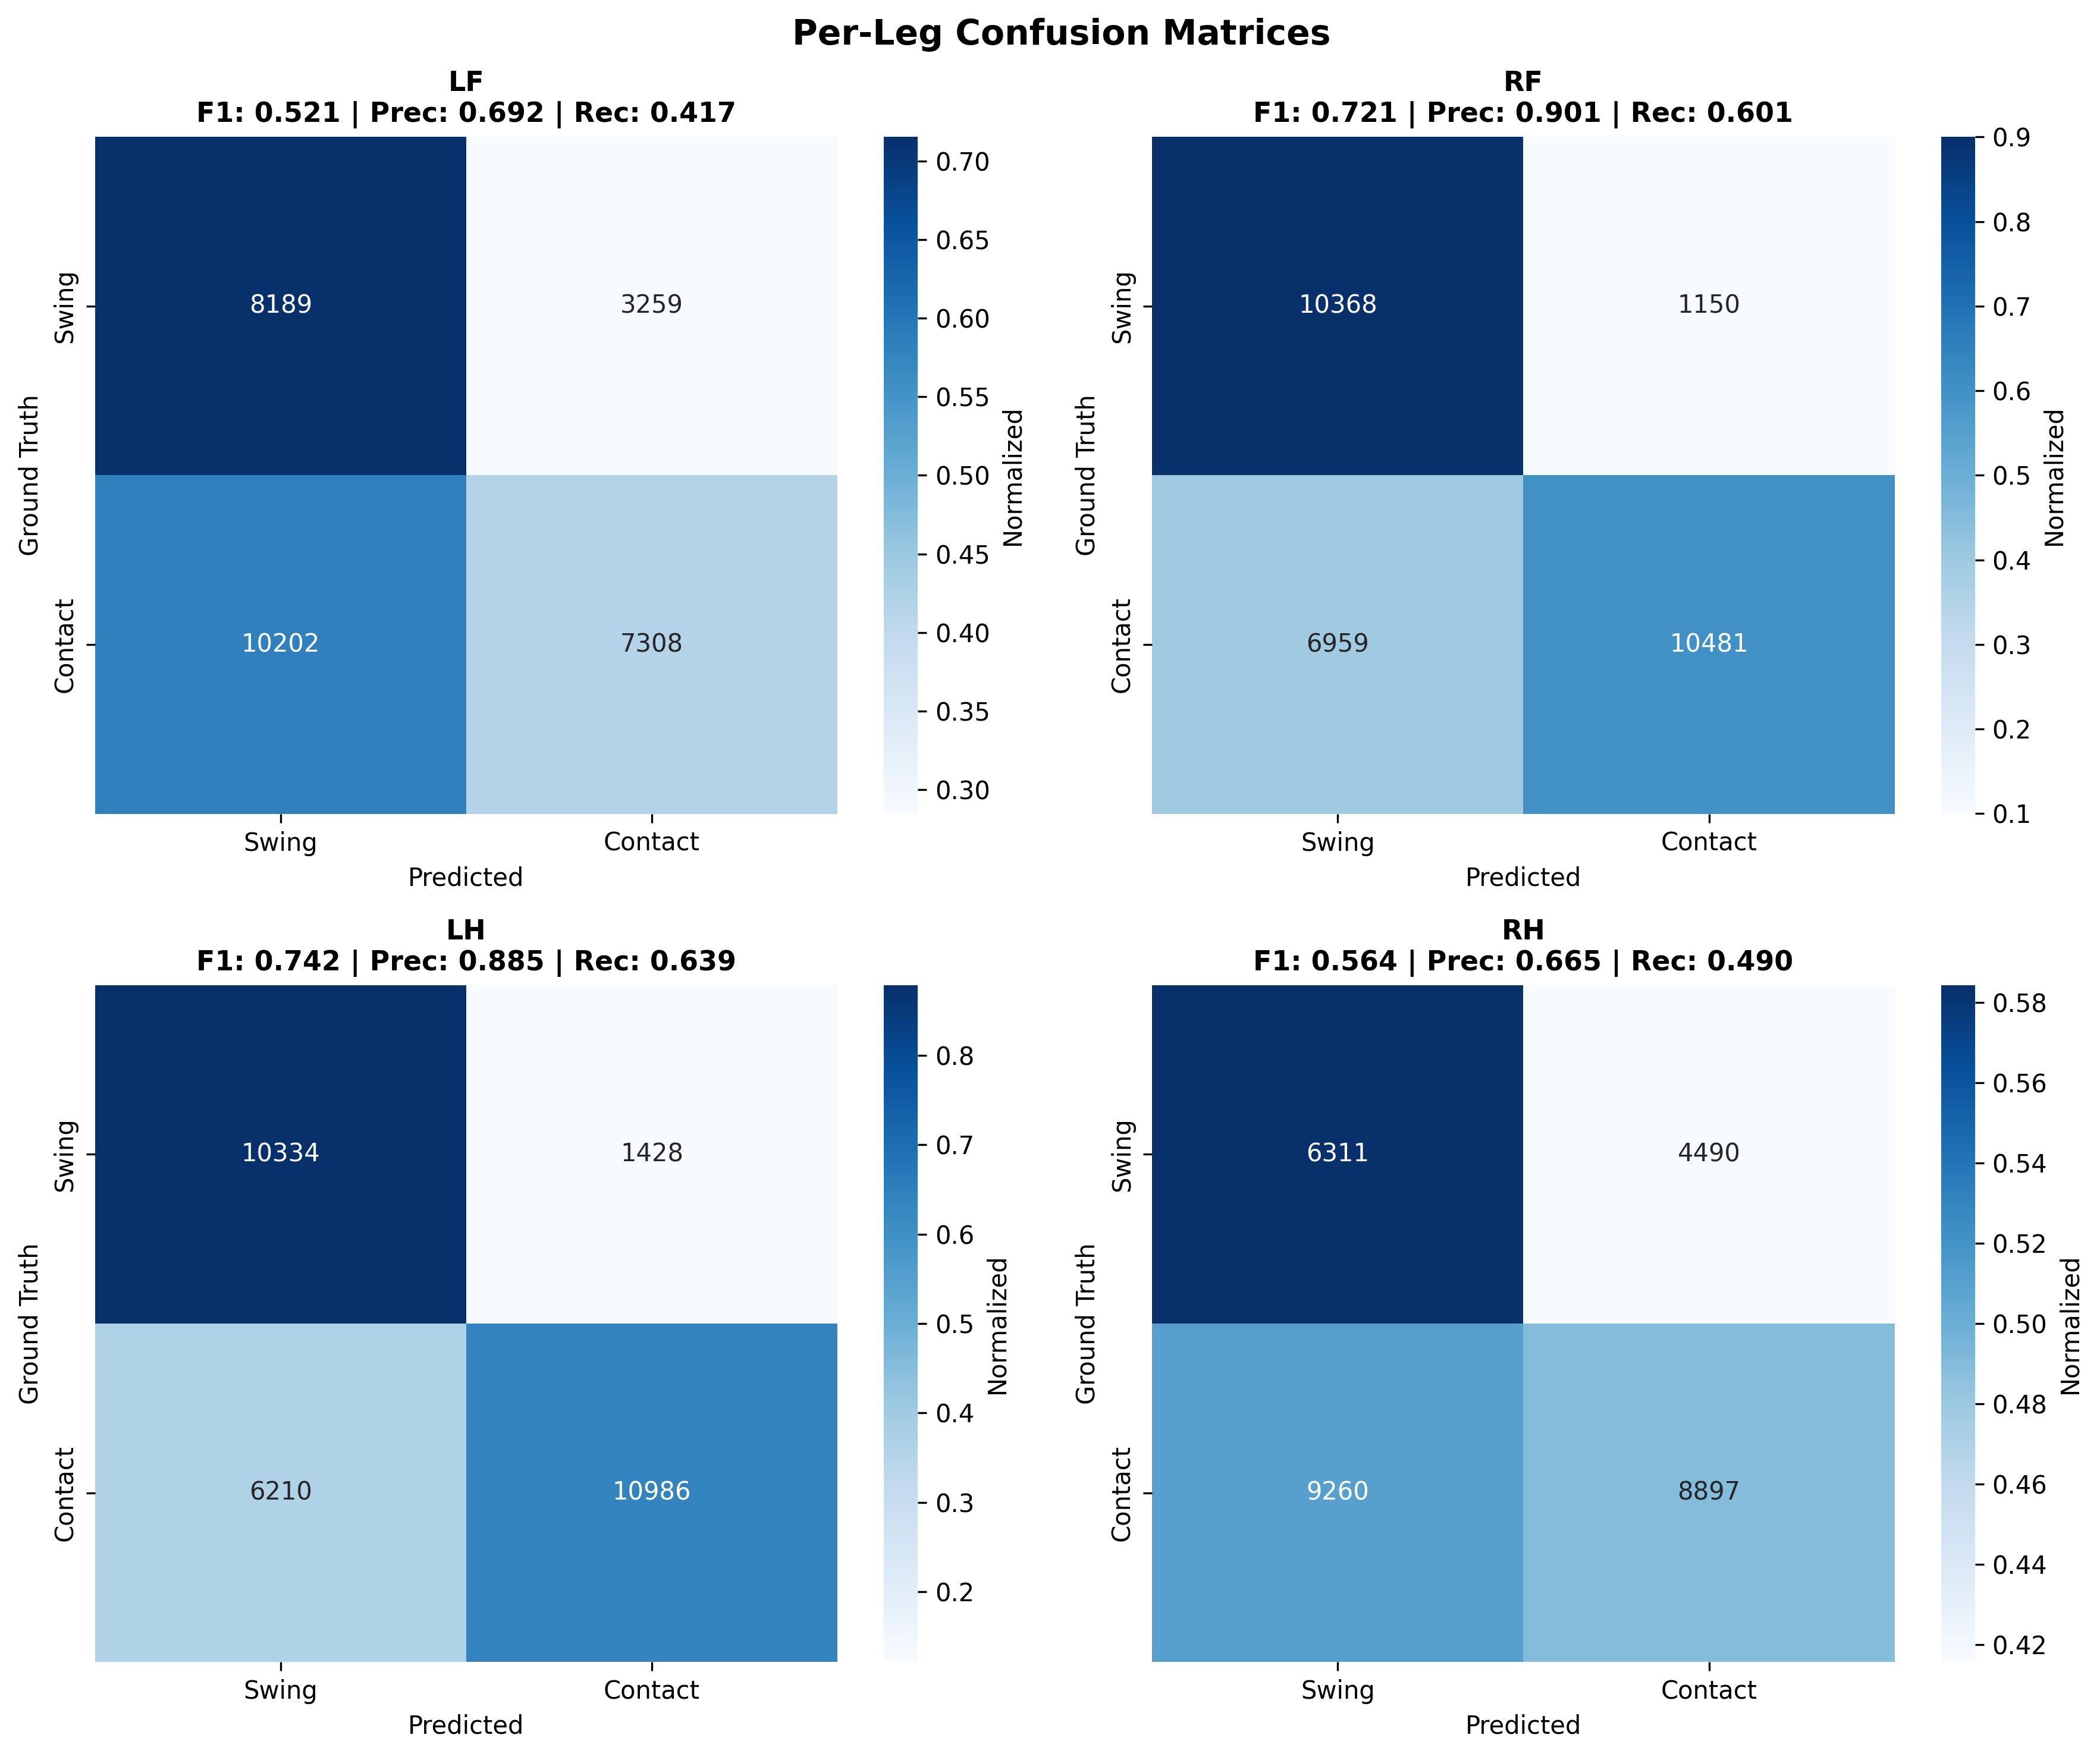 Per-Leg Confusion Matrices
LF
F1: 0.521 | Prec: 0.692 | Rec: 0.417
Swing
Contact
Ground Truth
8189
3259
10202
7308
Swing
Contact
Predicted
0.70
0.65
0.60
0.55
0.50
0.45
0.40
0.35
0.30
Normalized
RF
F1: 0.721 | Prec: 0.901 | Rec: 0.601
Swing
Contact
Ground Truth
10368
1150
6959
10481
Swing
Contact
Predicted
0.9
0.8
0.7
0.6
0.5
0.4
0.3
0.2
0.1
Normalized
LH
F1: 0.742 | Prec: 0.885 | Rec: 0.639
Swing
Contact
Ground Truth
10334
1428
6210
10986
Swing
Contact
Predicted
0.8
0.7
0.6
0.5
0.4
0.3
0.2
Normalized
RH
F1: 0.564 | Prec: 0.665 | Rec: 0.490
Swing
Contact
Ground Truth
6311
4490
9260
8897
Swing
Contact
Predicted
0.58
0.56
0.54
0.52
0.50
0.48
0.46
0.44
0.42
Normalized